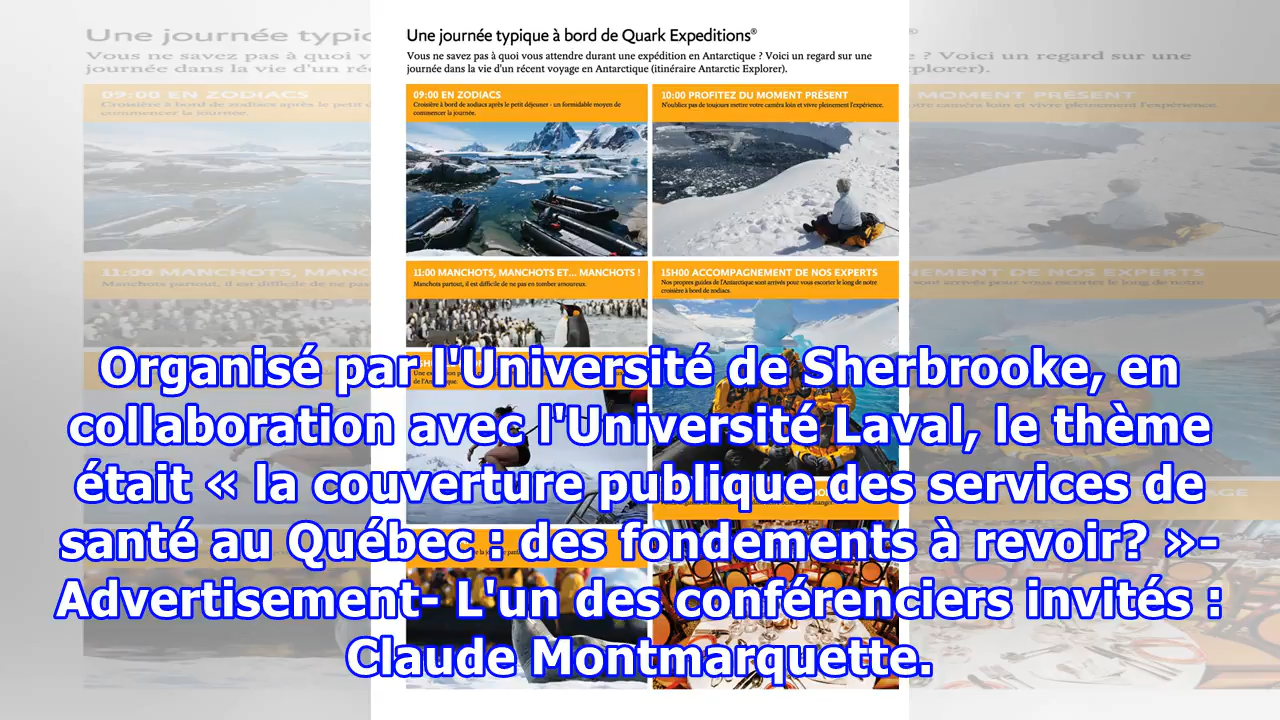 Une journée typique à bord de Quark Expeditions®
Vous ne savez pas à quoi vous attendre durant une expédition en Antarctique ? Voici un regard sur une
journée dans la vie d'un récent voyage en Antarctique (itinéraire Antarctic Explorer).
09:00 EN ZODIACS
Croisière à bord de zodiacs après le petit déjeuner - un formidable moyen de
commencer la journée.
10:00 PROFITEZ DU MOMENT PRÉSENT
N'oubliez pas de toujours mettre votre caméra loin et vivre pleinement l'expérience.
11:00 MANCHOTS, MANCHOTS ET... MANCHOTS !
Manchots partout, il est difficile de ne pas en tomber amoureux.
15H00 ACCOMPAGNEMENT DE NOS EXPERTS
Nos propres guides de l'Antarctique sont arrivés pour vous escorter le long de notre
croisière à bord de zodiacs.
Organisé par l'Université de Sherbrooke, en
collaboration avec l'Université Laval, le thème
était « la couverture publique des services de
santé au Québec : des fondements à revoir? »-
Advertisement- L'un des conférenciers invités :
Claude Montmarquette.